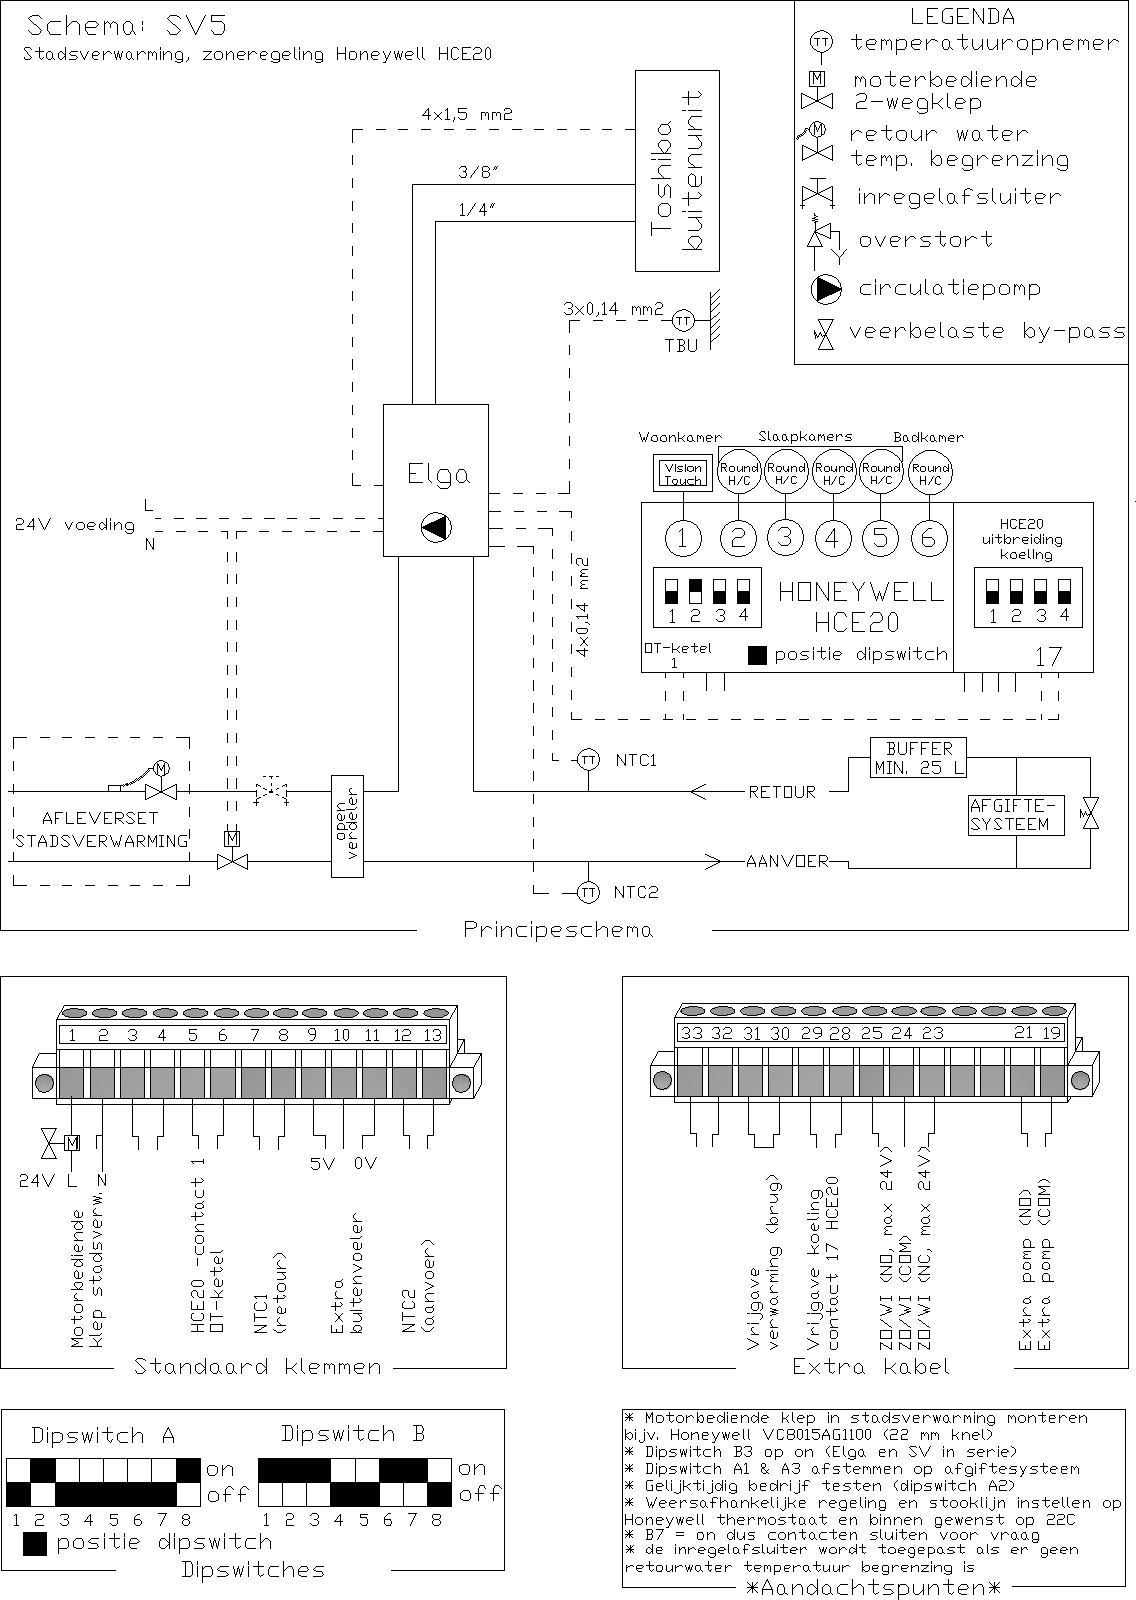 Schema: SV5
Stadsverwarming, zoneregeling Honeywell HCE20
LEGENDA
TT temperatuuropnemer
M moterbediende
2-wegklep
M retour water
temp. begrenzing
inregelafsluiter
overstort
circulatiepomp
veerbelaste by-pass
4x1,5 mm2
3/8"
1/4"
Toshiba
buitenunit
3x0,14 mm2
TT
TBU
Elga
L
24V voeding
N
4x0,14 mm2
Woonkamer Slaapkamers Badkamer
Vision
Touch
Round
H/C
Round
H/C
Round
H/C
Round
H/C
Round
H/C
1 2 3 4 5 6
HCE20
uitbreiding
koeling
1 2 3 4
HONEYWELL
HCE20
1 2 3 4
OT-ketel
1
positie dipswitch
17
TT NTC1
BUFFER
MIN. 25 L
RETOUR
AFGIFTE-
SYSTEEM
M
AFLEVERSET
STADSVERWARMING
M
open
verdeler
AANVOER
TT NTC2
Principeschema
1 2 3 4 5 6 7 8 9 10 11 12 13
M
24V L N
5V 0V
Motorbediende
klep stadsverw.
HCE20 -contact 1
OT-ketel
NTC1
(retour)
Extra
buitenvoeler
NTC2
(aanvoer)
Standaard klemmen
33 32 31 30 29 28 25 24 23 21 19
Vrijgave
verwarming (brug)
Vrijgave koeling
contact 17 HCE20
ZO/WI (NO, max 24V)
ZO/WI (COM)
ZO/WI (NC, max 24V)
Extra pomp (NO)
Extra pomp (COM)
Extra kabel
Dipswitch A
on
off
1 2 3 4 5 6 7 8
Dipswitch B
on
off
1 2 3 4 5 6 7 8
positie dipswitch
Dipswitches
* Motorbediende klep in stadsverwarming monteren
bijv. Honeywell VC8015AG1100 (22 mm knel)
* Dipswitch B3 op on (Elga en SV in serie)
* Dipswitch A1 & A3 afstemmen op afgiftesysteem
* Gelijktijdig bedrijf testen (dipswitch A2)
* Weersafhankelijke regeling en stooklijn instellen op
Honeywell thermostaat en binnen gewenst op 22C
* B7 = on dus contacten sluiten voor vraag
* de inregelafsluiter wordt toegepast als er geen
retourwater temperatuur begrenzing is
*Aandachtspunten*